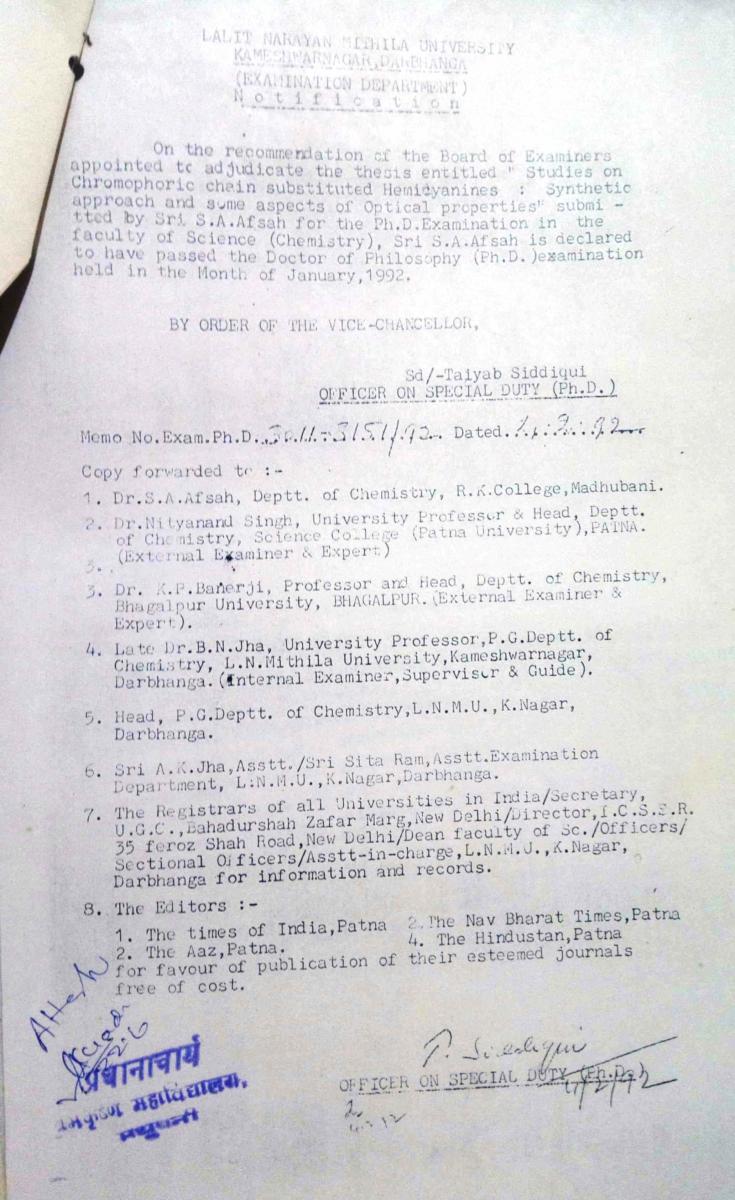 LALIT NARAYAN MITHILA UNIVERSITY
KAMESHWARNAGAR,DARBHANGA
(EXAMINATION DEPARTMENT)
N o t i f i c a t i o n
On the recommendation of the Board of Examiners
appointed to adjudicate the thesis entitled " Studies on
Chromophoric chain substituted Hemidyanines : Synthetic
approach and some aspects of Optical properties" submi -
tted by Sri S.A.Afsah for the Ph.D.Examination in the
faculty of Science (Chemistry), Sri S.A.Afsah is declared
to have passed the Doctor of Philosophy (Ph.D.)examination
held in the Month of January,1992.
BY ORDER OF THE VICE-CHANCELLOR,
Sd/-Taiyab Siddiqui
OFFICER ON SPECIAL DUTY (Ph.D.)
Memo No.Exam.Ph.D. Dated.
Copy forwarded to :-
1. Dr.S.A.Afsah, Deptt. of Chemistry, R.K.College,Madhubani.
2. Dr.Nityanand Singh, University Professor & Head, Deptt.
of Chemistry, Science College (Patna University),PATNA.
(External Examiner & Expert)
3.
3. Dr. K.P.Banerji, Professor and Head, Deptt. of Chemistry,
Bhagalpur University, BHAGALPUR.(External Examiner &
Expert).
4. Late Dr.B.N.Jha, University Professor,P.G.Deptt. of
Chemistry, L.N.Mithila University,Kameshwarnagar,
Darbhanga.(Internal Examiner,Supervisor & Guide).
5. Head, P.G.Deptt. of Chemistry,L.N.M.U.,K.Nagar,
Darbhanga.
6. Sri A.K.Jha,Asstt./Sri Sita Ram,Asstt.Examination
Department, L.N.M.U.,K.Nagar,Darbhanga.
7. The Registrars of all Universities in India/Secretary,
U.G.C.,Bahadurshah Zafar Marg,New Delhi/Director,I.C.S.S.R.
35 feroz Shah Road,New Delhi/Dean faculty of Sc./Officers/
Sectional Officers/Asstt-in-charge,L.N.M.U.,K.Nagar,
Darbhanga for information and records.
8. The Editors :-
1. The times of India,Patna 2.The Nav Bharat Times,Patna
2. The Aaz,Patna. 4. The Hindustan,Patna
for favour of publication of their esteemed journals
free of cost.
T. Siddiqui
OFFICER ON SPECIAL DUTY (Ph.D.)
4/2/92
प्रधानाचार्य
महाविद्यालय,
मधुबनी